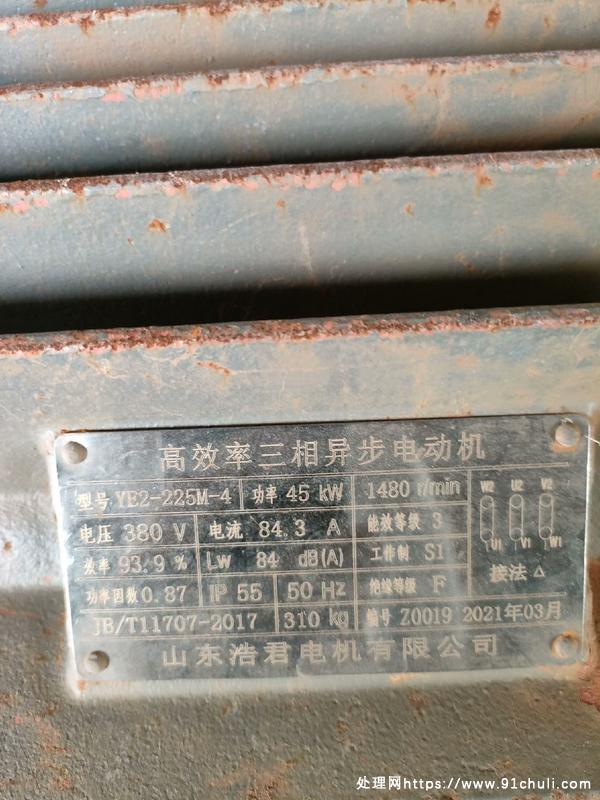 高效率三相异步电动机
型号 YE2-225M-4 功率 45 kW 1480 r/min
W2 U2 V2
电压 380 V 电流 84.3 A 能效等级 3
U1 V1 W1
效率 93.9 % Lw 84 dB(A) 工作制 S1
接法 △
功率因数 0.87 IP 55 50 Hz 绝缘等级 F
JB/T11707-2017 310 kg 编号 Z0019 2021年03月
山东浩君电机有限公司
处理网https://www.91chuli.com/